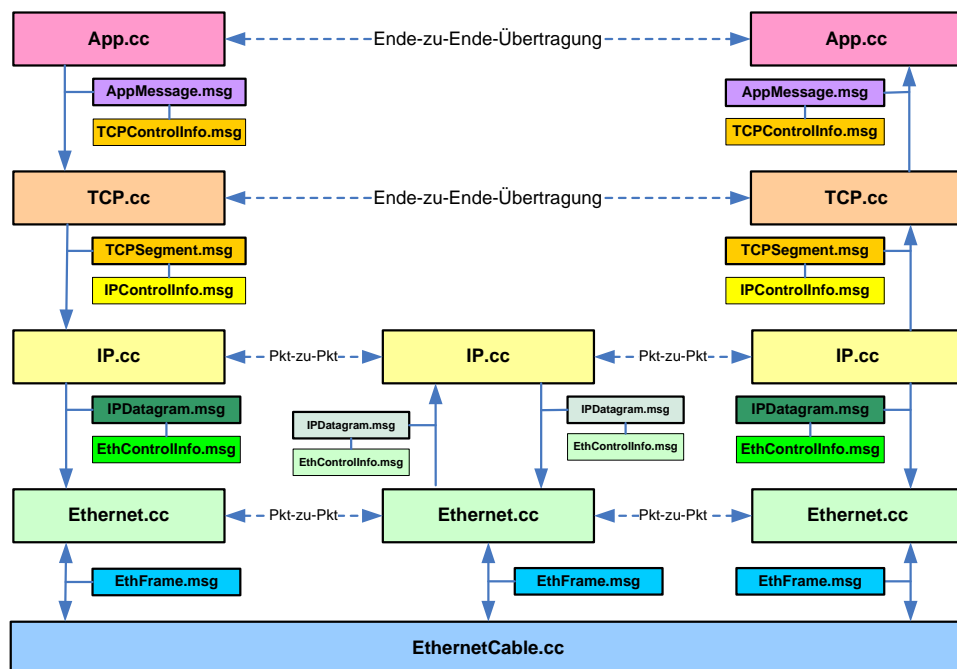 App.cc
Ende-zu-Ende-Übertragung
App.cc
AppMessage.msg
TCPControlInfo.msg
AppMessage.msg
TCPControlInfo.msg
TCP.cc
Ende-zu-Ende-Übertragung
TCP.cc
TCPSegment.msg
IPControlInfo.msg
TCPSegment.msg
IPControlInfo.msg
IP.cc
Pkt-zu-Pkt
IP.cc
Pkt-zu-Pkt
IP.cc
IPDatagram.msg
EthControlInfo.msg
IPDatagram.msg
EthControlInfo.msg
IPDatagram.msg
EthControlInfo.msg
IPDatagram.msg
EthControlInfo.msg
Ethernet.cc
Pkt-zu-Pkt
Ethernet.cc
Pkt-zu-Pkt
Ethernet.cc
EthFrame.msg
EthFrame.msg
EthFrame.msg
EthernetCable.cc